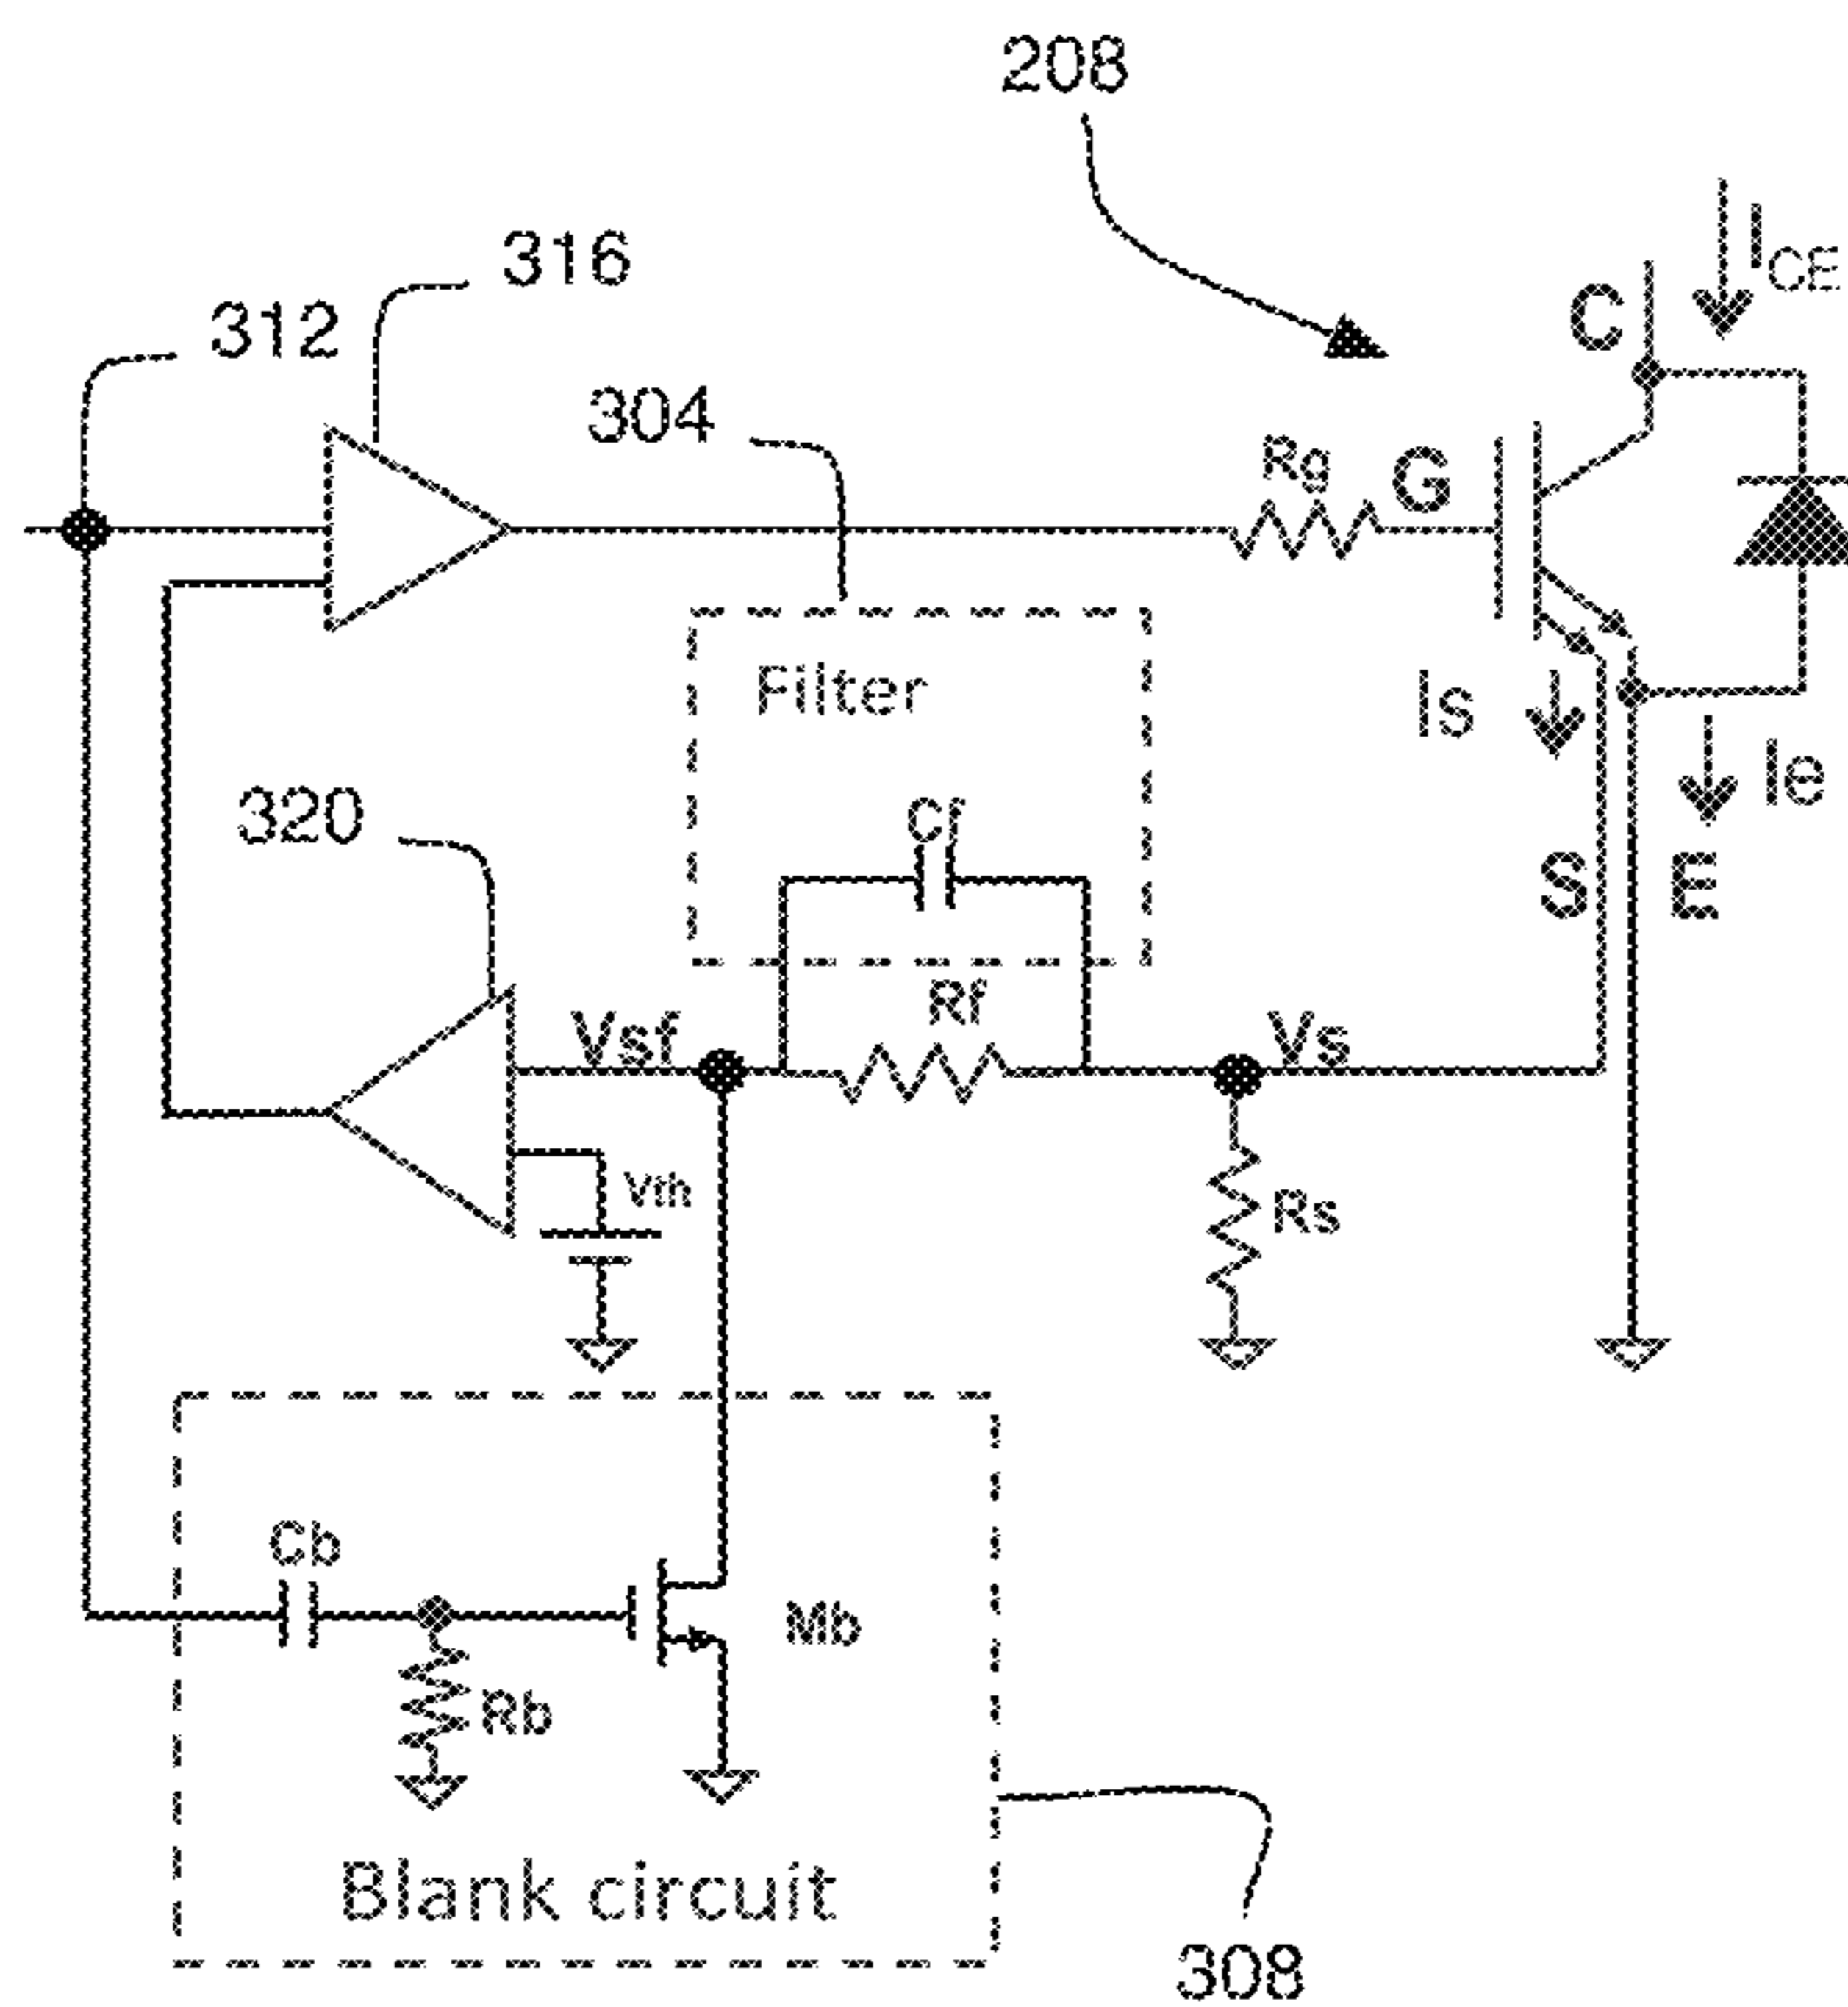 208
316
312
304
I_CE
C
Rg
G
Filter
Is
Ie
320
Cf
S
E
Rf
Vsf
Vs
Vth
Rs
Cb
Mb
Rb
Blank circuit
308